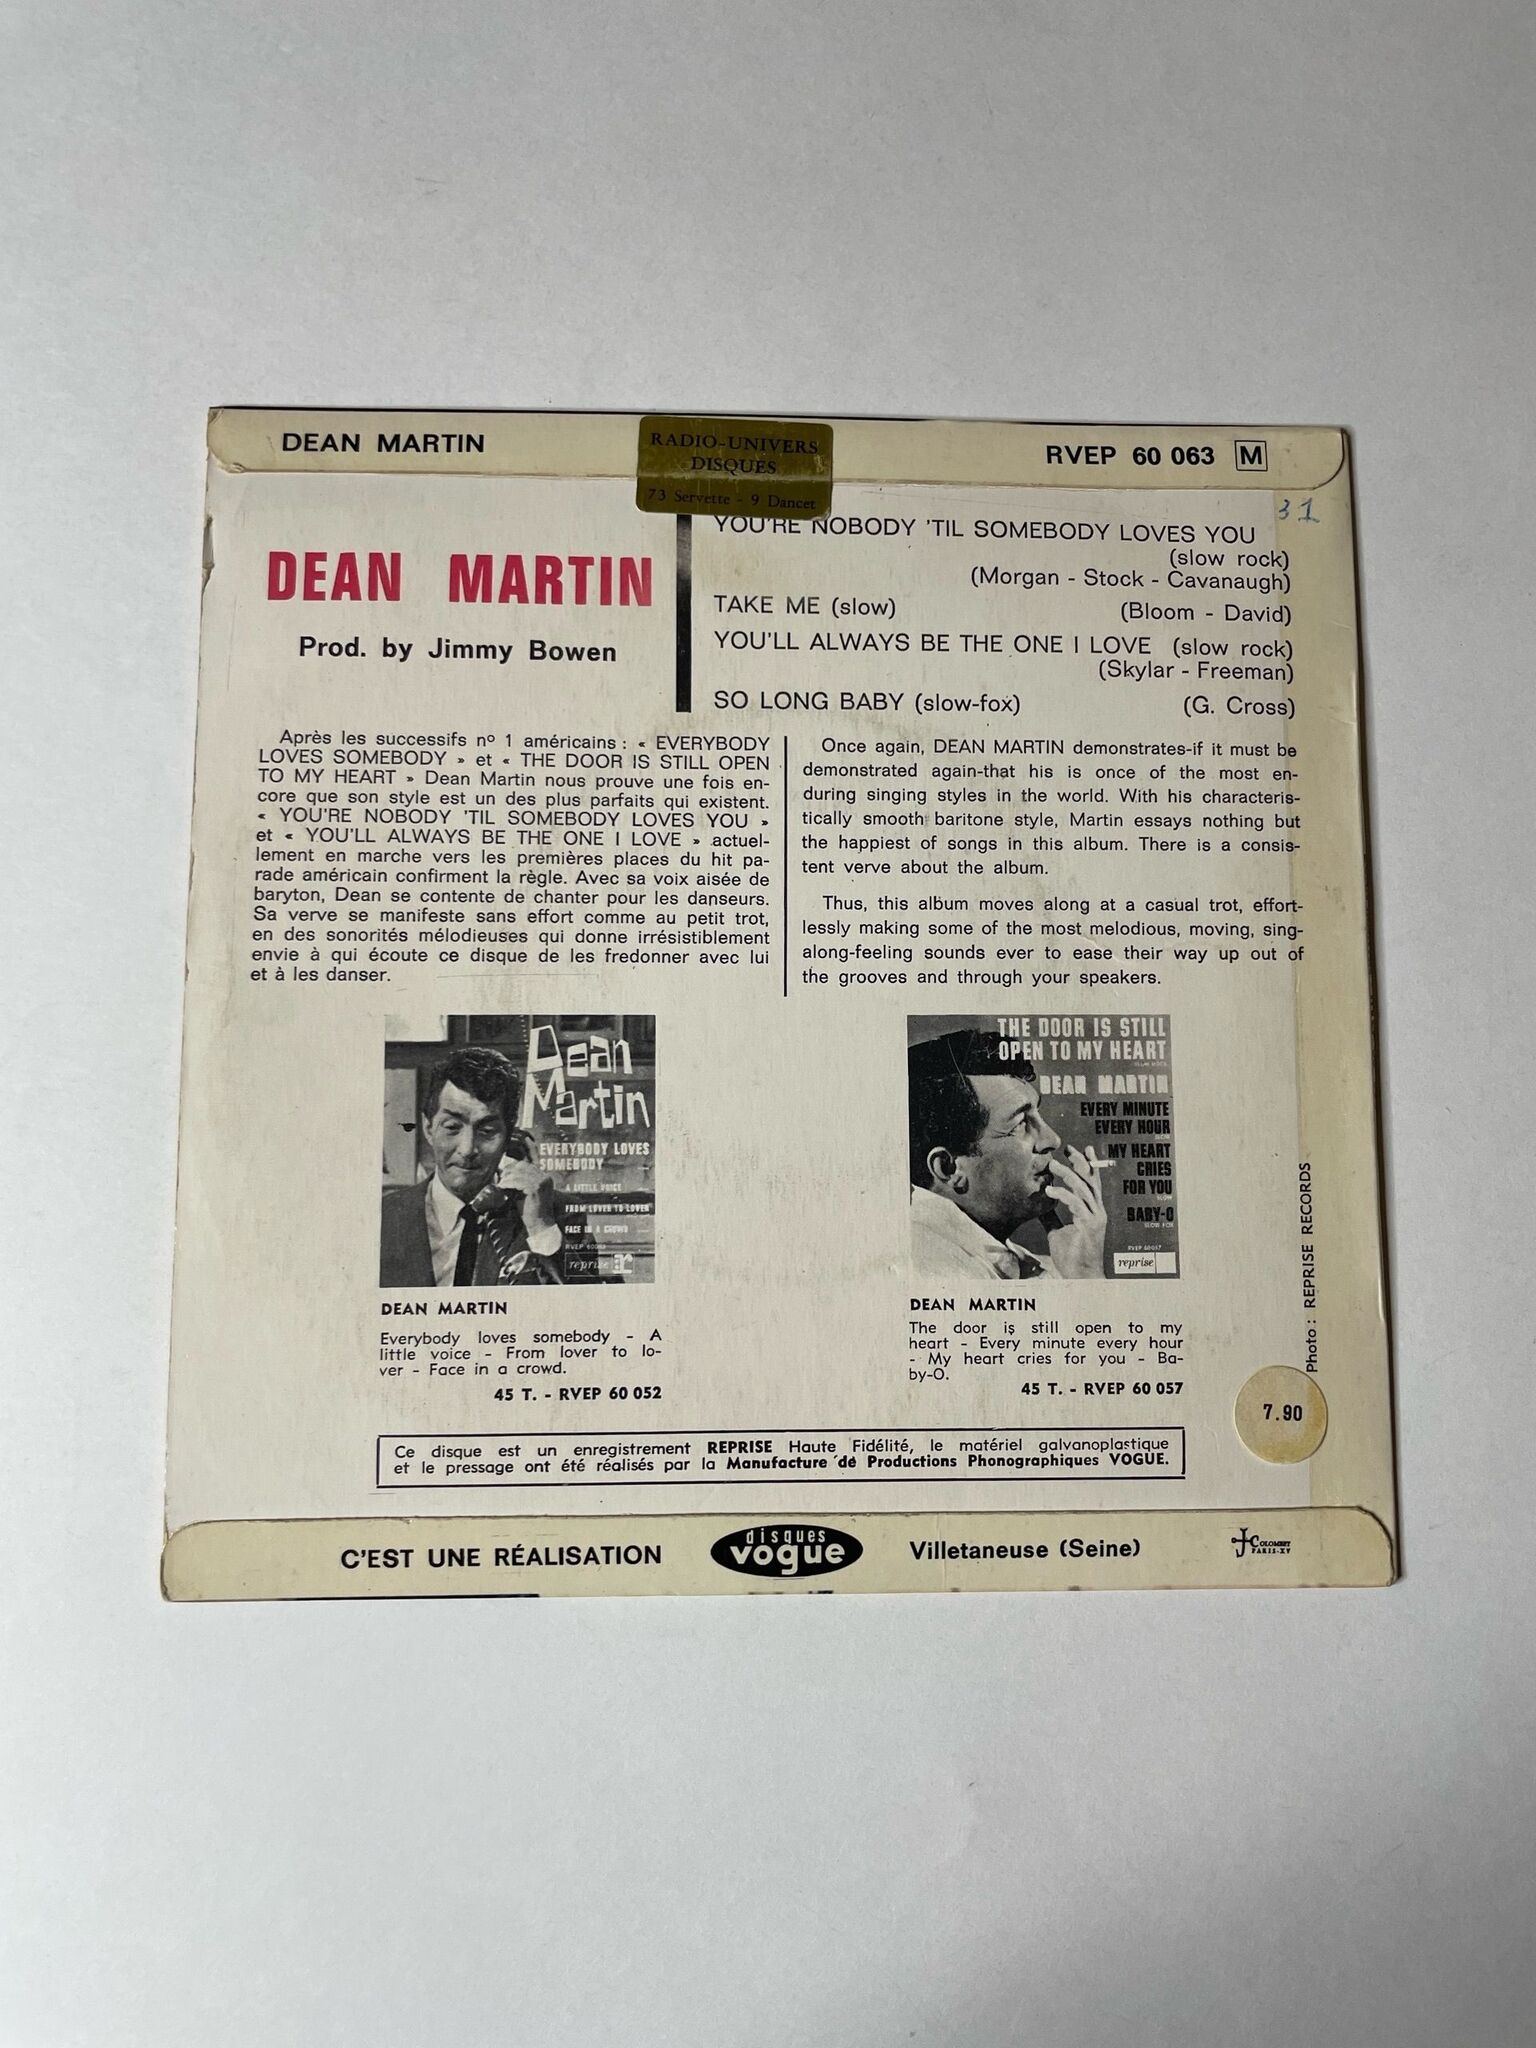 DEAN MARTIN
RADIO-UNIVERS
DISQUES
73 Servette - 9 Dancet
RVEP 60 063 M
31
DEAN MARTIN
Prod. by Jimmy Bowen
YOU'RE NOBODY 'TIL SOMEBODY LOVES YOU
(slow rock)
(Morgan - Stock - Cavanaugh)
TAKE ME (slow) (Bloom - David)
YOU'LL ALWAYS BE THE ONE I LOVE (slow rock)
(Skylar - Freeman)
SO LONG BABY (slow-fox) (G. Cross)
Après les successifs nº 1 américains : « EVERYBODY
LOVES SOMEBODY » et « THE DOOR IS STILL OPEN
TO MY HEART » Dean Martin nous prouve une fois en-
core que son style est un des plus parfaits qui existent.
« YOU'RE NOBODY 'TIL SOMEBODY LOVES YOU »
et « YOU'LL ALWAYS BE THE ONE I LOVE » actuel-
lement en marche vers les premières places du hit pa-
rade américain confirment la règle. Avec sa voix aisée de
baryton, Dean se contente de chanter pour les danseurs.
Sa verve se manifeste sans effort comme au petit trot,
en des sonorités mélodieuses qui donne irrésistiblement
envie à qui écoute ce disque de les fredonner avec lui
et à les danser.
Once again, DEAN MARTIN demonstrates-if it must be
demonstrated again-that his is once of the most en-
during singing styles in the world. With his characteris-
tically smooth baritone style, Martin essays nothing but
the happiest of songs in this album. There is a consis-
tent verve about the album.
Thus, this album moves along at a casual trot, effort-
lessly making some of the most melodious, moving, sing-
along-feeling sounds ever to ease their way up out of
the grooves and through your speakers.
Dean
Martin
EVERYBODY LOVES
SOMEBODY
A LITTLE VOICE
FROM LOVER TO LOVER
FACE IN A CROWD
reprise
DEAN MARTIN
Everybody loves somebody - A
little voice - From lover to lo-
ver - Face in a crowd.
45 T. - RVEP 60 052
THE DOOR IS STILL
OPEN TO MY HEART
SLOW ROCK
DEAN MARTIN
EVERY MINUTE
EVERY HOUR
SLOW
MY HEART
CRIES
FOR YOU
SLOW
BABY-O
SLOW FOX
RVEP 60057
reprise
DEAN MARTIN
The door is still open to my
heart - Every minute every hour
- My heart cries for you - Ba-
by-O.
45 T. - RVEP 60 057
Photo : REPRISE RECORDS
7.90
Ce disque est un enregistrement REPRISE Haute Fidélité, le matériel galvanoplastique
et le pressage ont été réalisés par la Manufacture de Productions Phonographiques VOGUE.
C'EST UNE RÉALISATION
disques
vogue
Villetaneuse (Seine)
J COLOMBET
PARIS-XV